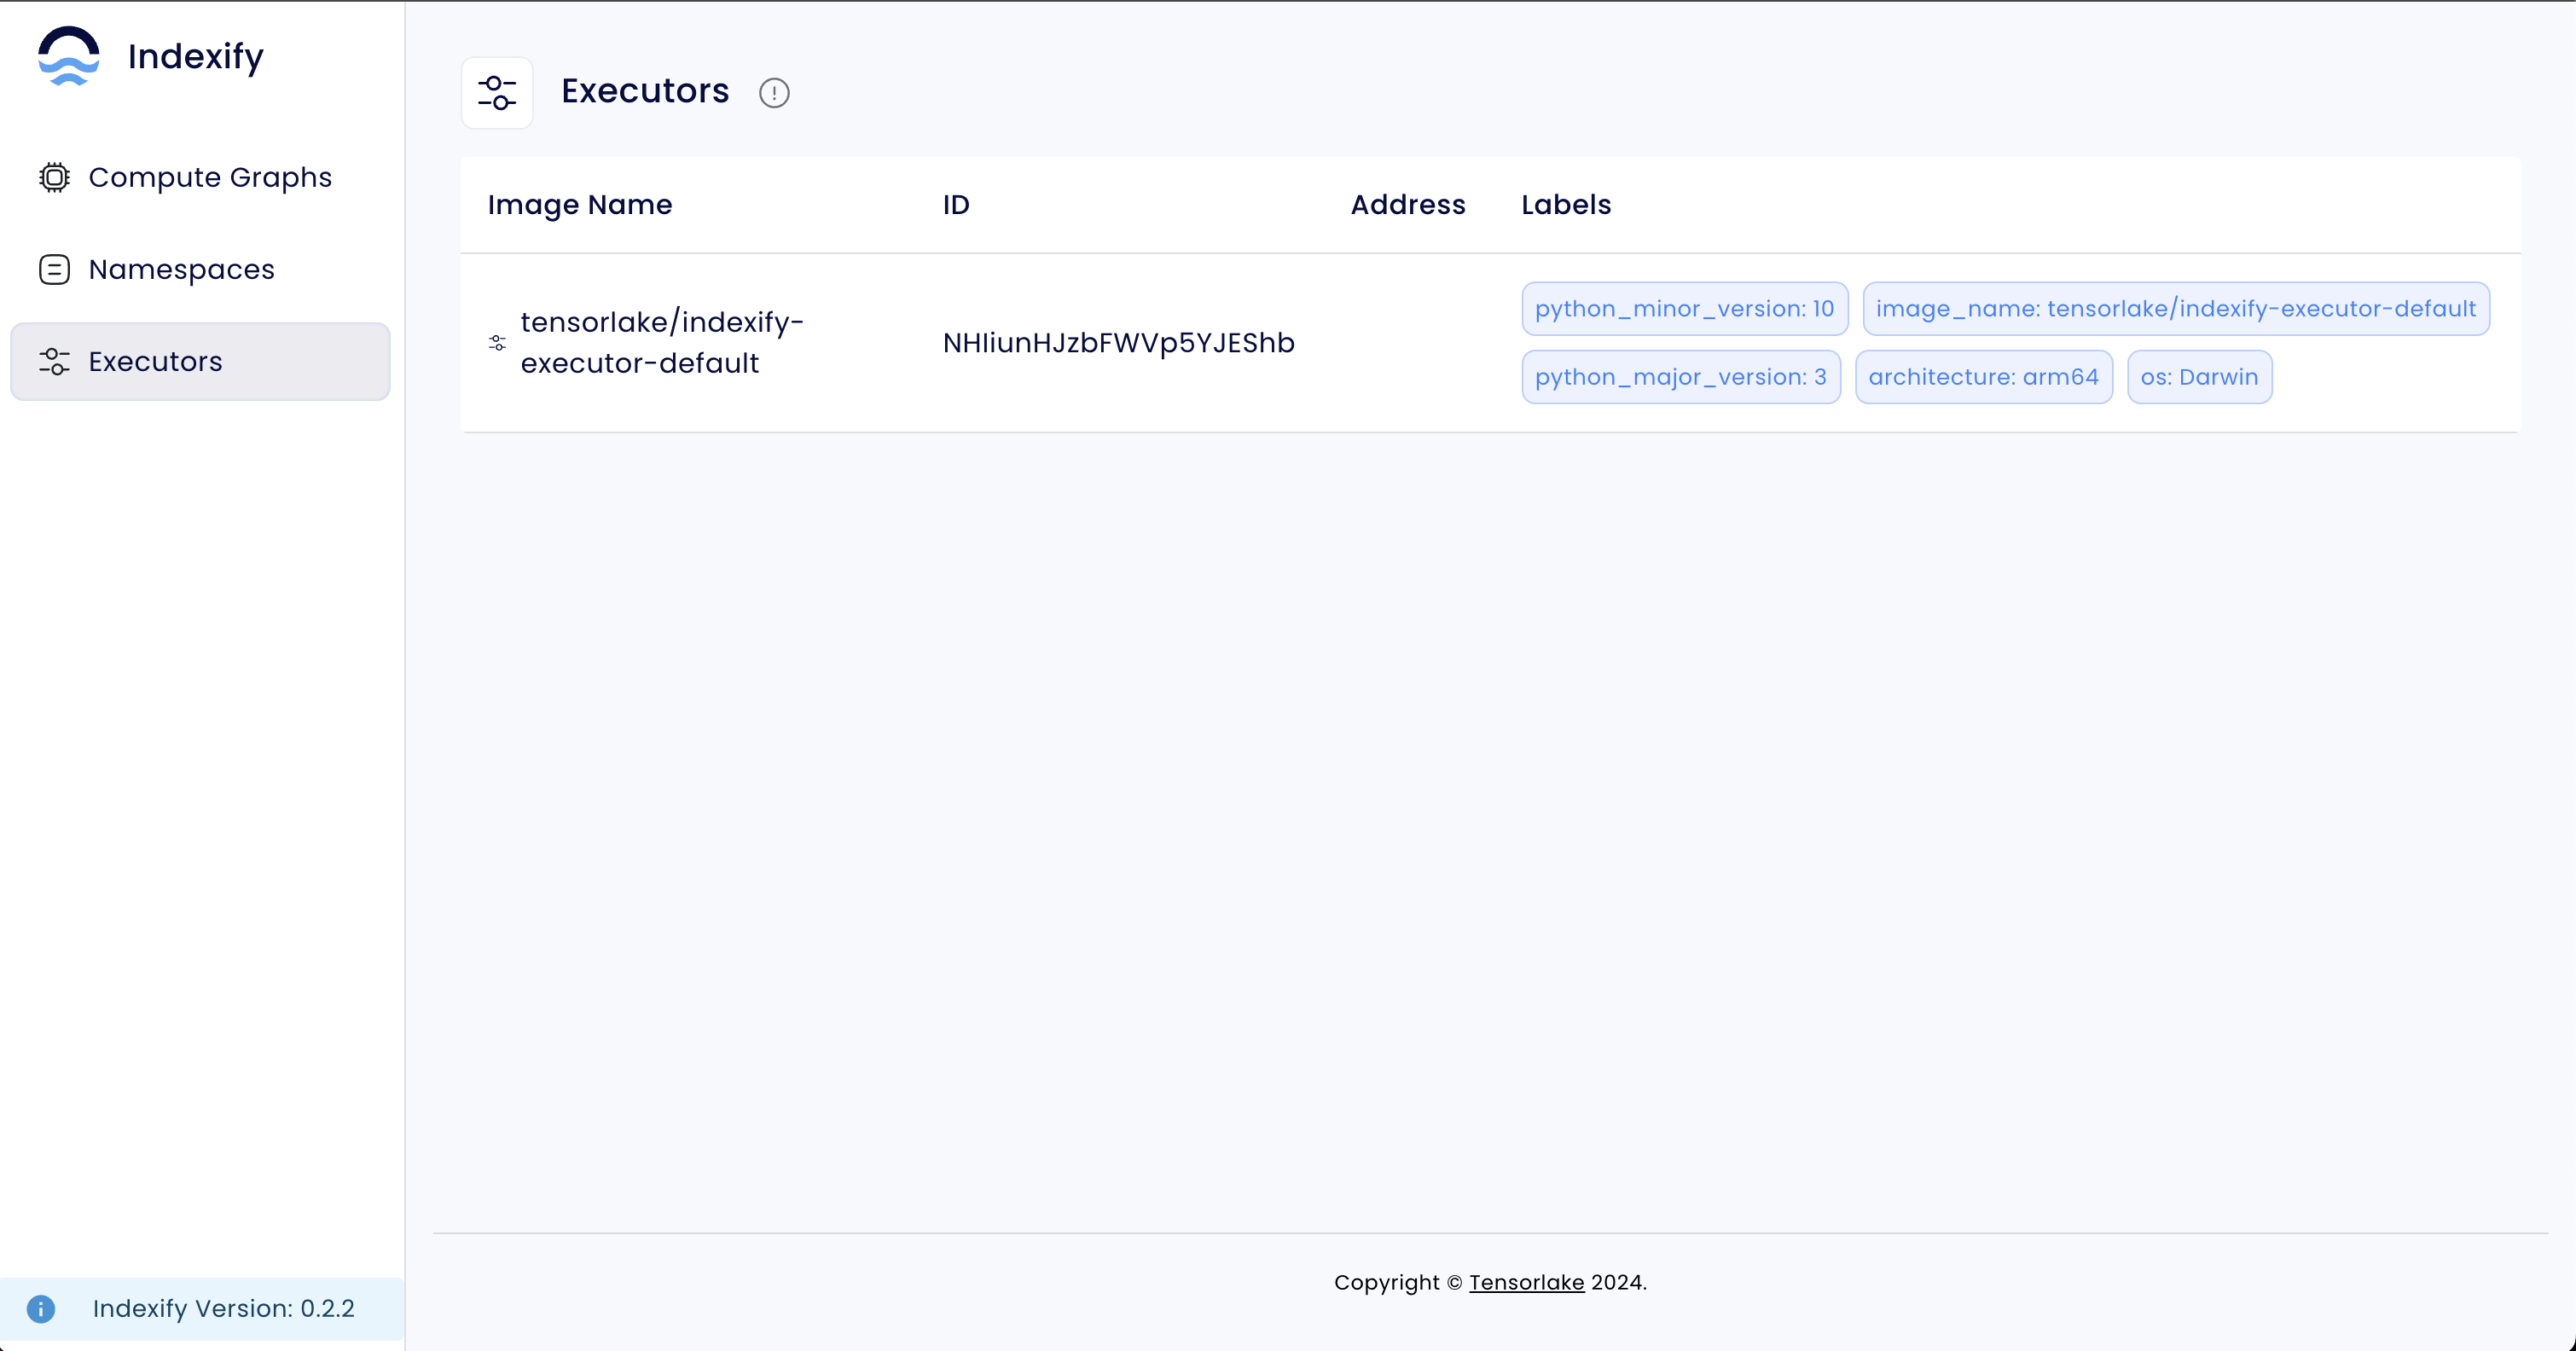 Indexify
Compute Graphs
Namespaces
Executors
Indexify Version: 0.2.2
Executors
Image Name ID Address Labels
tensorlake/indexify-
executor-default
NHIiunHJzbFWVp5YJEShb
python_minor_version: 10 image_name: tensorlake/indexify-executor-default
python_major_version: 3 architecture: arm64 os: Darwin
Copyright © Tensorlake 2024.